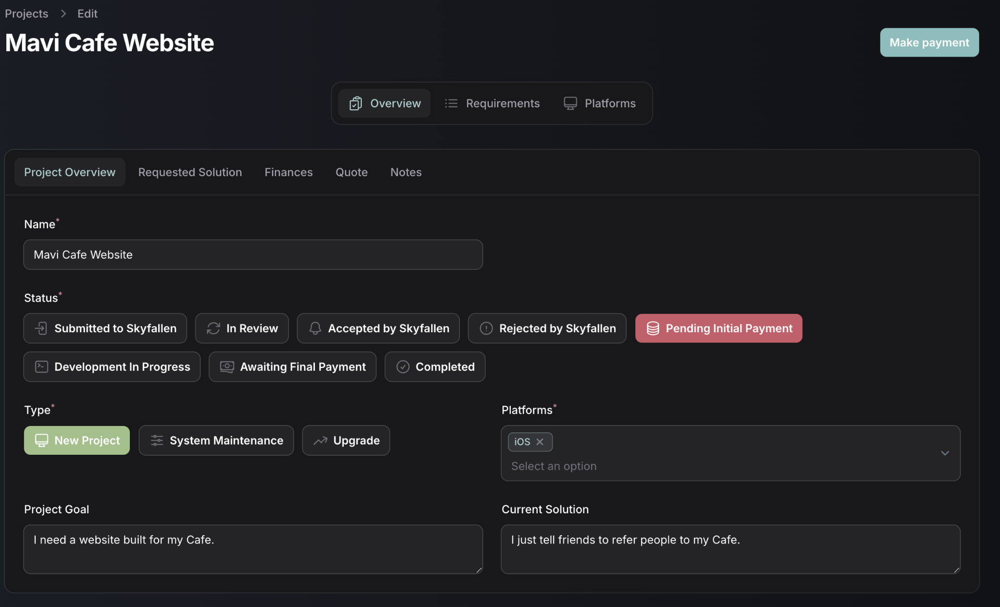 Projects > Edit
Mavi Cafe Website
Make payment
Overview Requirements Platforms
Project Overview Requested Solution Finances Quote Notes
Name*
Mavi Cafe Website
Status*
Submitted to Skyfallen In Review Accepted by Skyfallen Rejected by Skyfallen Pending Initial Payment
Development In Progress Awaiting Final Payment Completed
Type*
New Project System Maintenance Upgrade
Platforms*
iOS
Select an option
Project Goal
I need a website built for my Cafe.
Current Solution
I just tell friends to refer people to my Cafe.